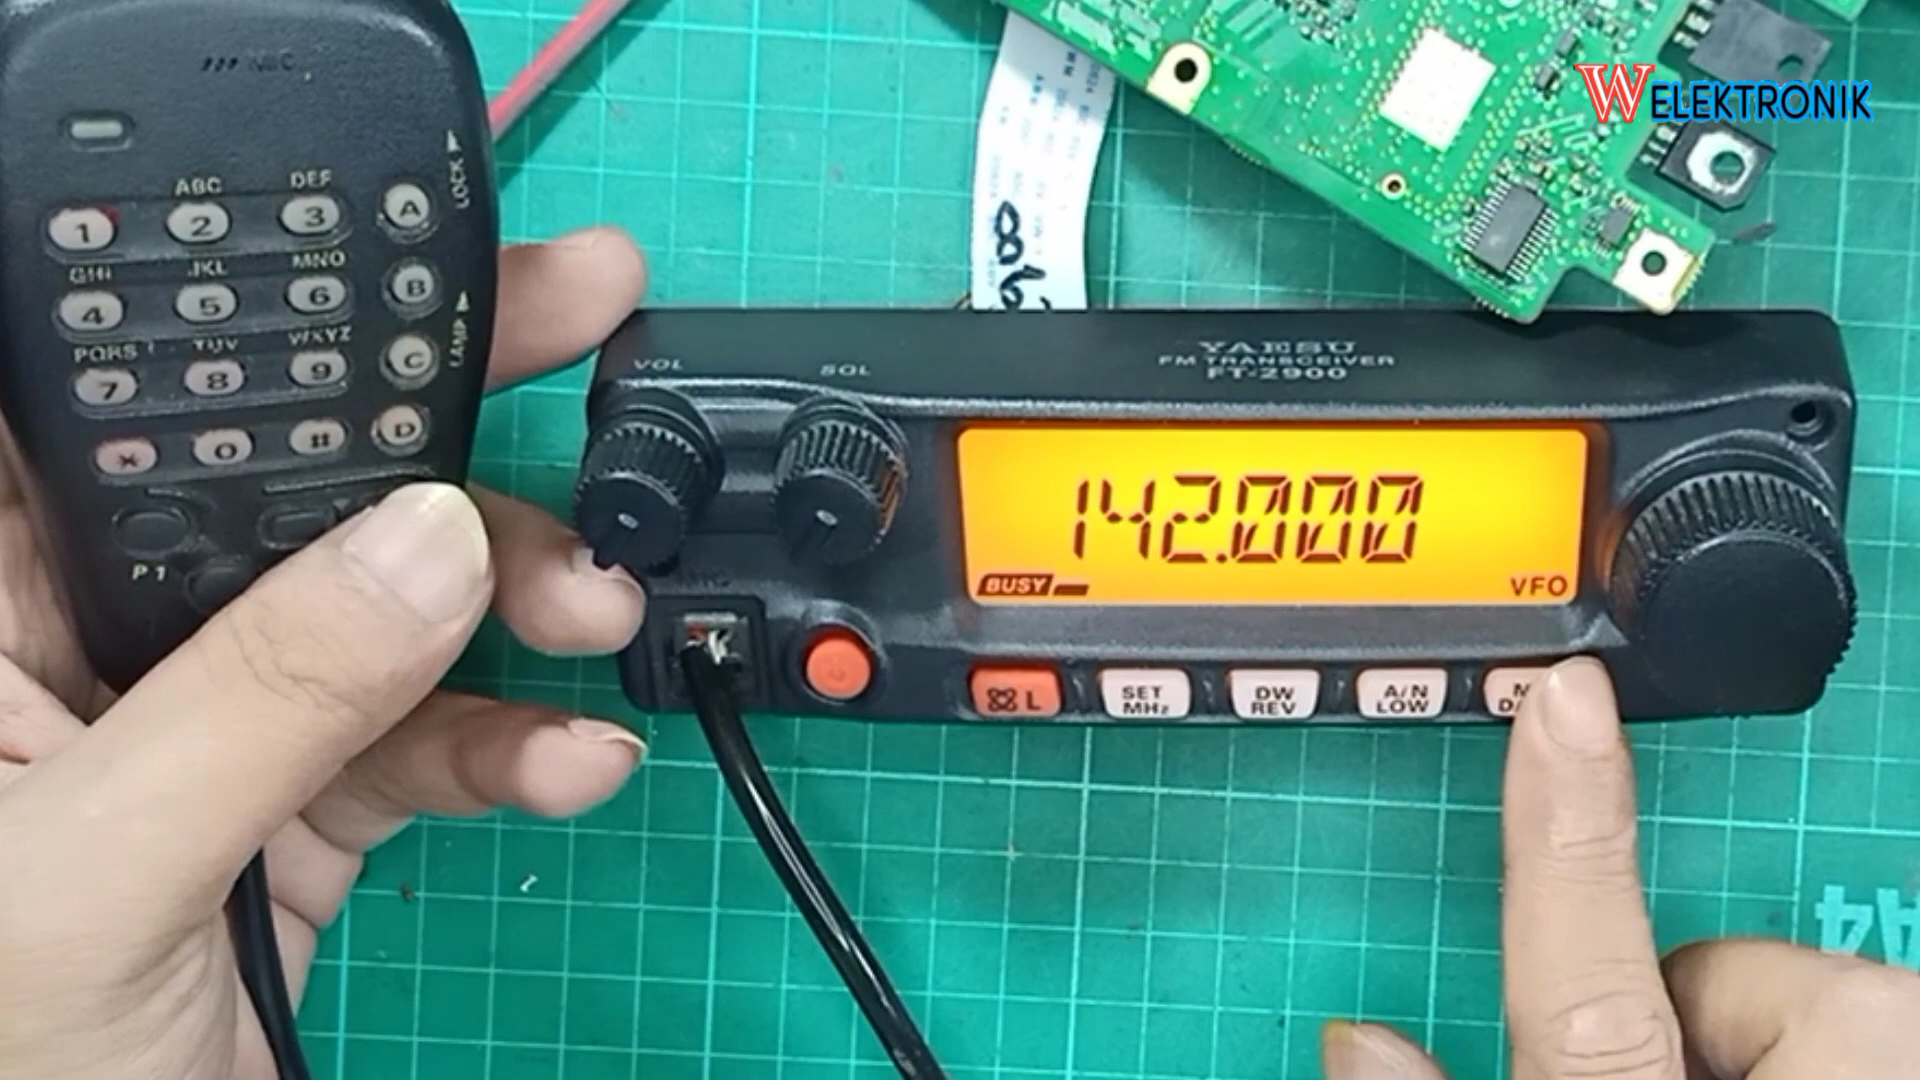 WELEKTRONIK
MIC
LOCK
ABC
DEF
1
2
3
A
GHI
JKL
MNO
4
5
6
B
LAMP
PQRS
TUV
WXYZ
7
8
9
C
*
0
#
D
P1
YAESU
FM TRANSCEIVER
FT-2900
VOL
SQL
142.000
BUSY
VFO
L
SET
MHz
DW
REV
A/N
LOW
A4